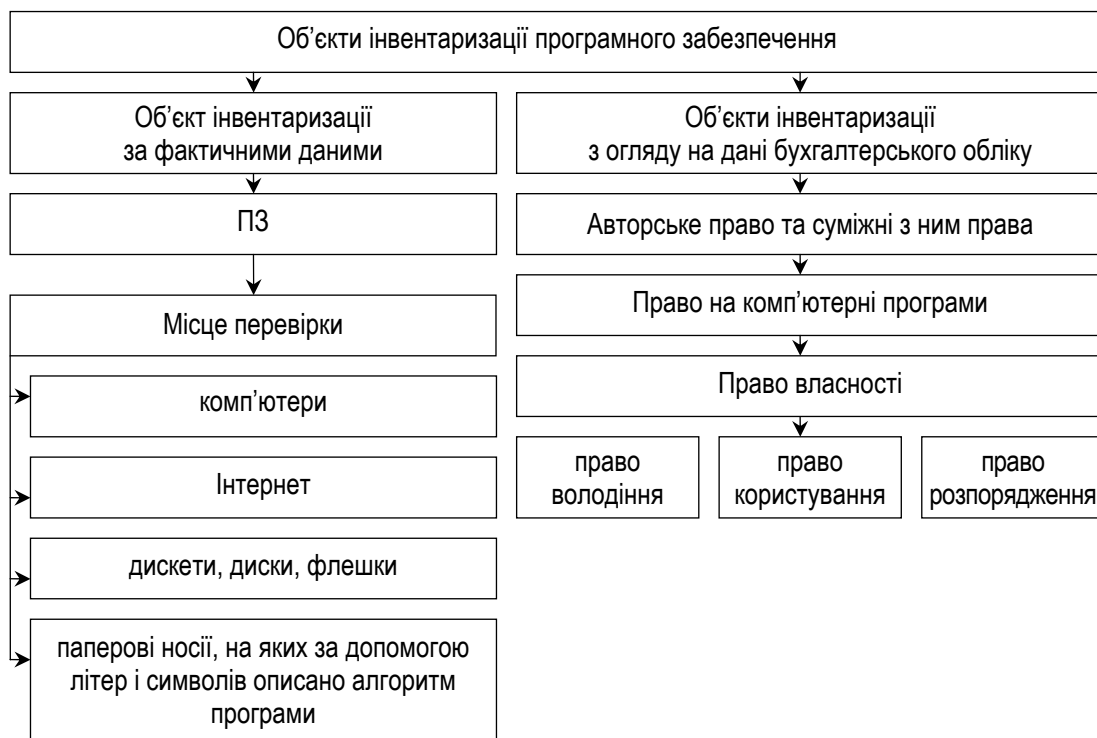 Об’єкти інвентаризації програмного забезпечення
Об’єкт інвентаризації
за фактичними даними
ПЗ
Місце перевірки
комп’ютери
Інтернет
дискети, диски, флешки
паперові носії, на яких за допомогою
літер і символів описано алгоритм
програми
Об’єкти інвентаризації
з огляду на дані бухгалтерського обліку
Авторське право та суміжні з ним права
Право на комп’ютерні програми
Право власності
право
володіння
право
користування
право
розпорядження